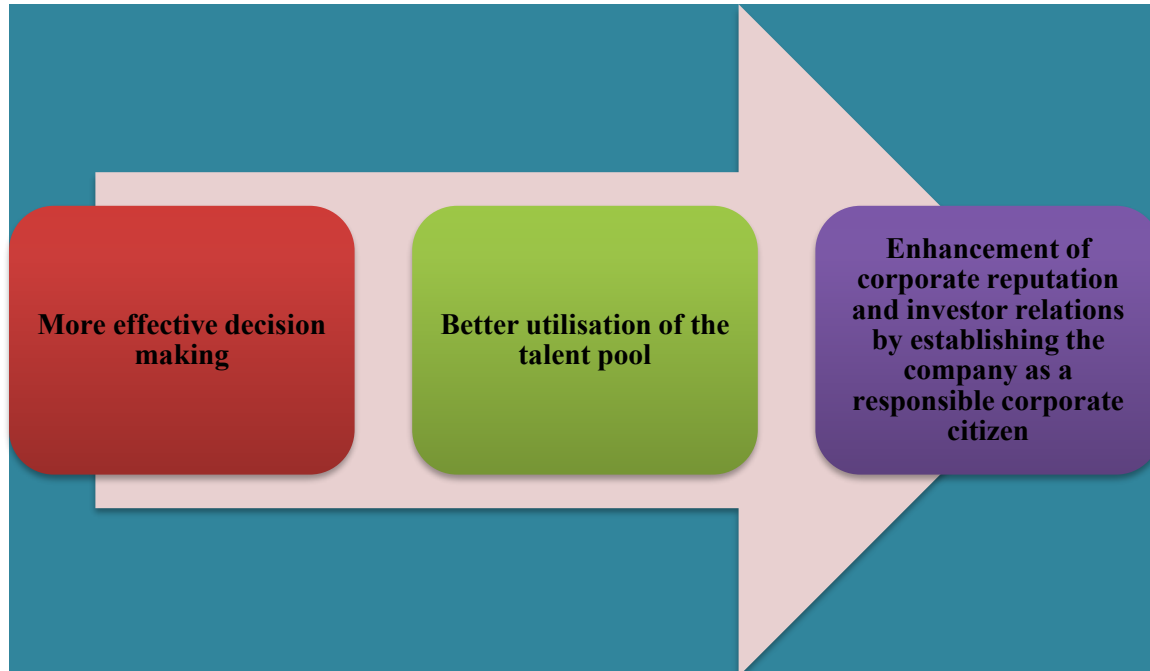 More effective decision
making
Better utilisation of the
talent pool
Enhancement of
corporate reputation
and investor relations
by establishing the
company as a
responsible corporate
citizen